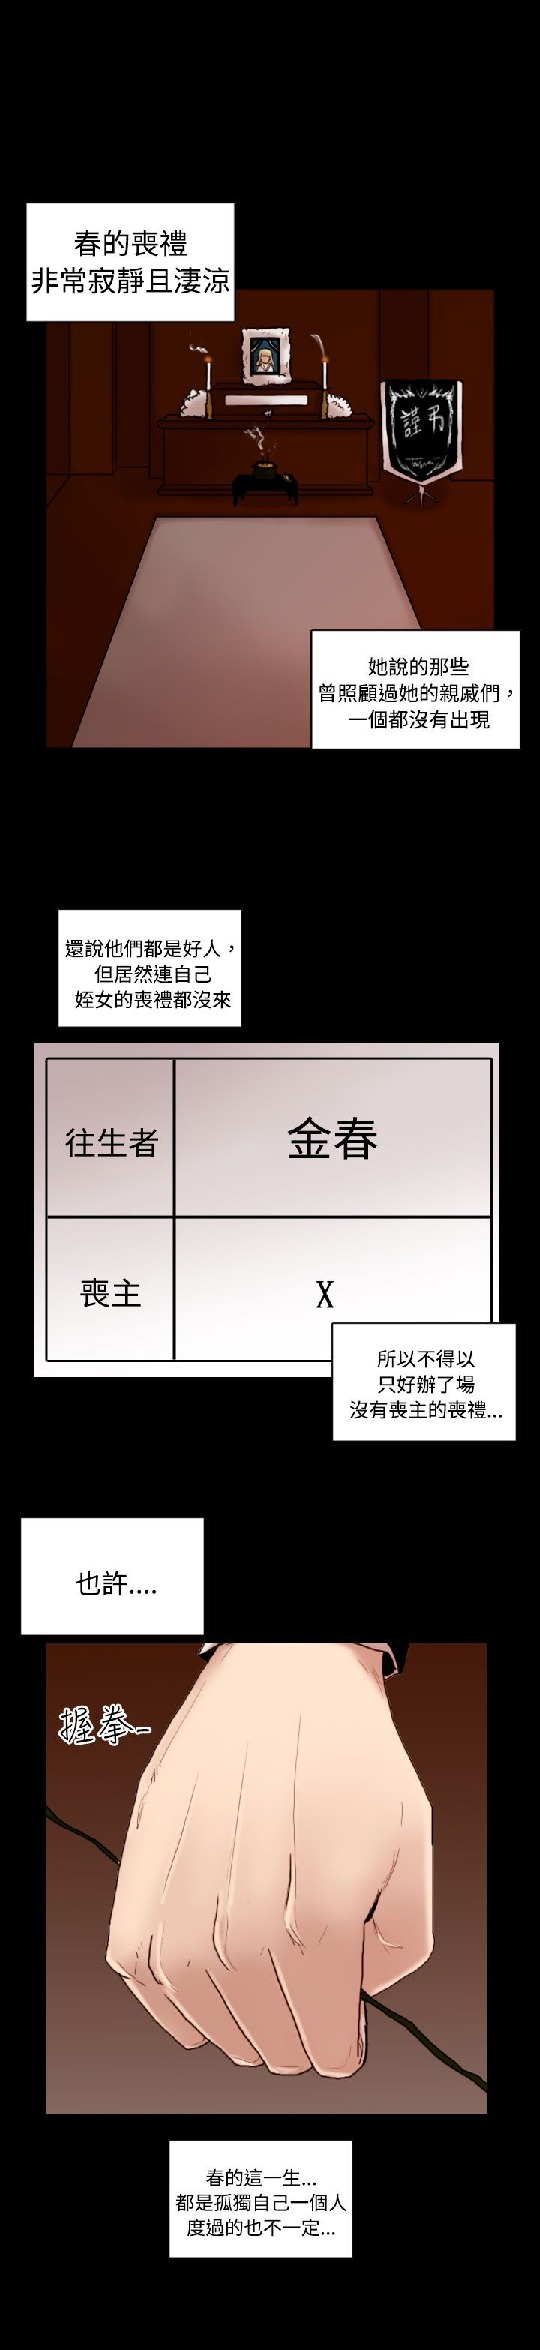 春的喪禮
非常寂靜且淒涼
謹弔
她說的那些
曾照顧過她的親戚們，
一個都沒有出現
還說他們都是好人，
但居然連自己
姪女的喪禮都沒來
往生者
金春
喪主
X
所以不得以
只好辦了場
沒有喪主的喪禮...
也許....
握拳-
春的這一生...
都是孤獨自己一個人
度過的也不一定...